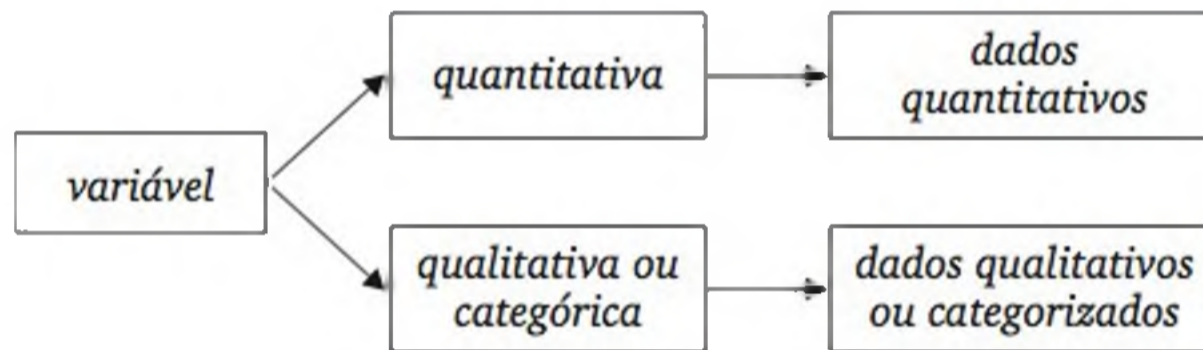 variável
quantitativa
dados
quantitativos
qualitativa ou
categórica
dados qualitativos
ou categorizados